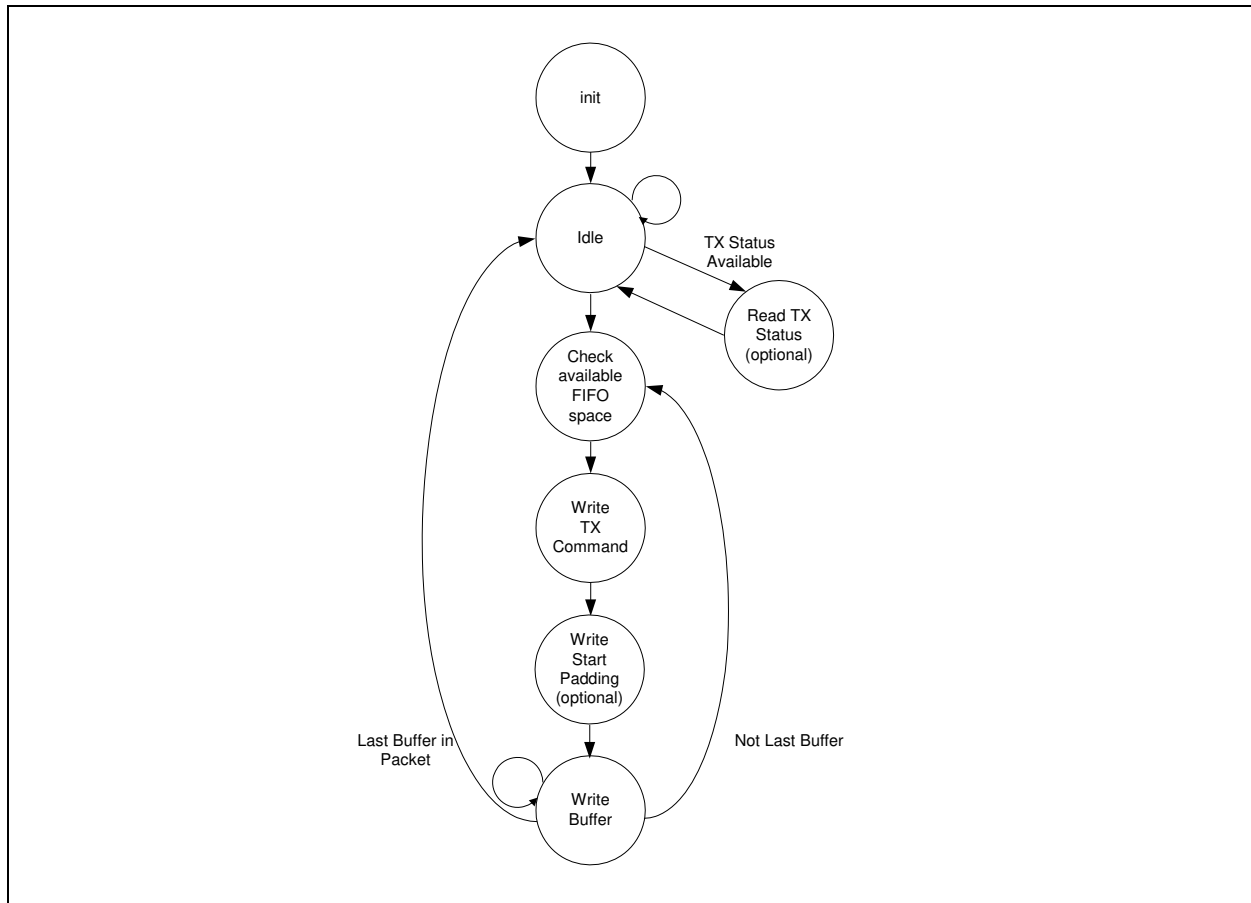 init
Idle
TX Status
Available
Read TX
Status
(optional)
Check
available
FIFO
space
Write
TX
Command
Write
Start
Padding
(optional)
Last Buffer in
Packet
Not Last Buffer
Write
Buffer